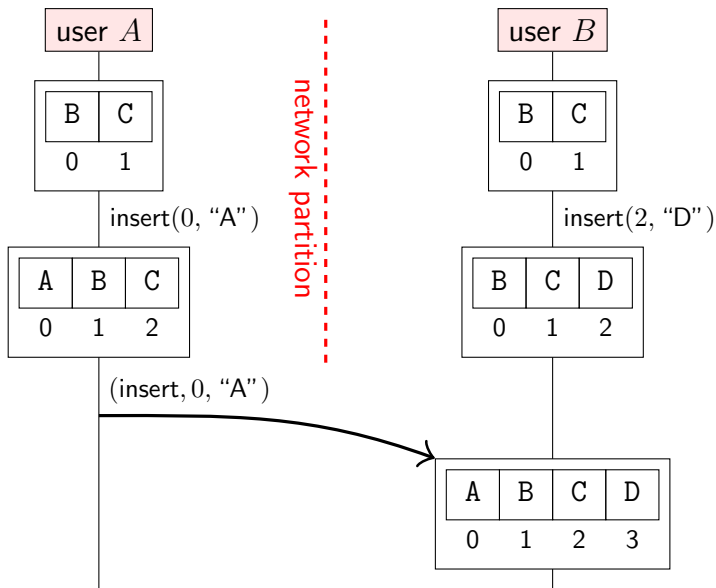 user A
user B
B C
0 1
B C
0 1
network partition
insert(0, “A”)
insert(2, “D”)
A B C
0 1 2
B C D
0 1 2
(insert, 0, “A”)
A B C D
0 1 2 3